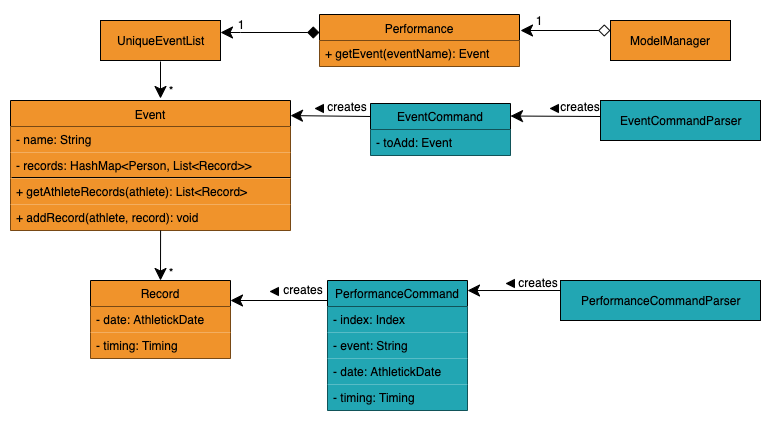 UniqueEventList
1
Performance
+ getEvent(eventName): Event
1
ModelManager
*
Event
- name: String
- records: HashMap<Person, List<Record>>
+ getAthleteRecords(athlete): List<Record>
+ addRecord(athlete, record): void
◀ creates
EventCommand
- toAdd: Event
◀ creates
EventCommandParser
*
Record
- date: AthletickDate
- timing: Timing
◀ creates
PerformanceCommand
- index: Index
- event: String
- date: AthletickDate
- timing: Timing
◀ creates
PerformanceCommandParser